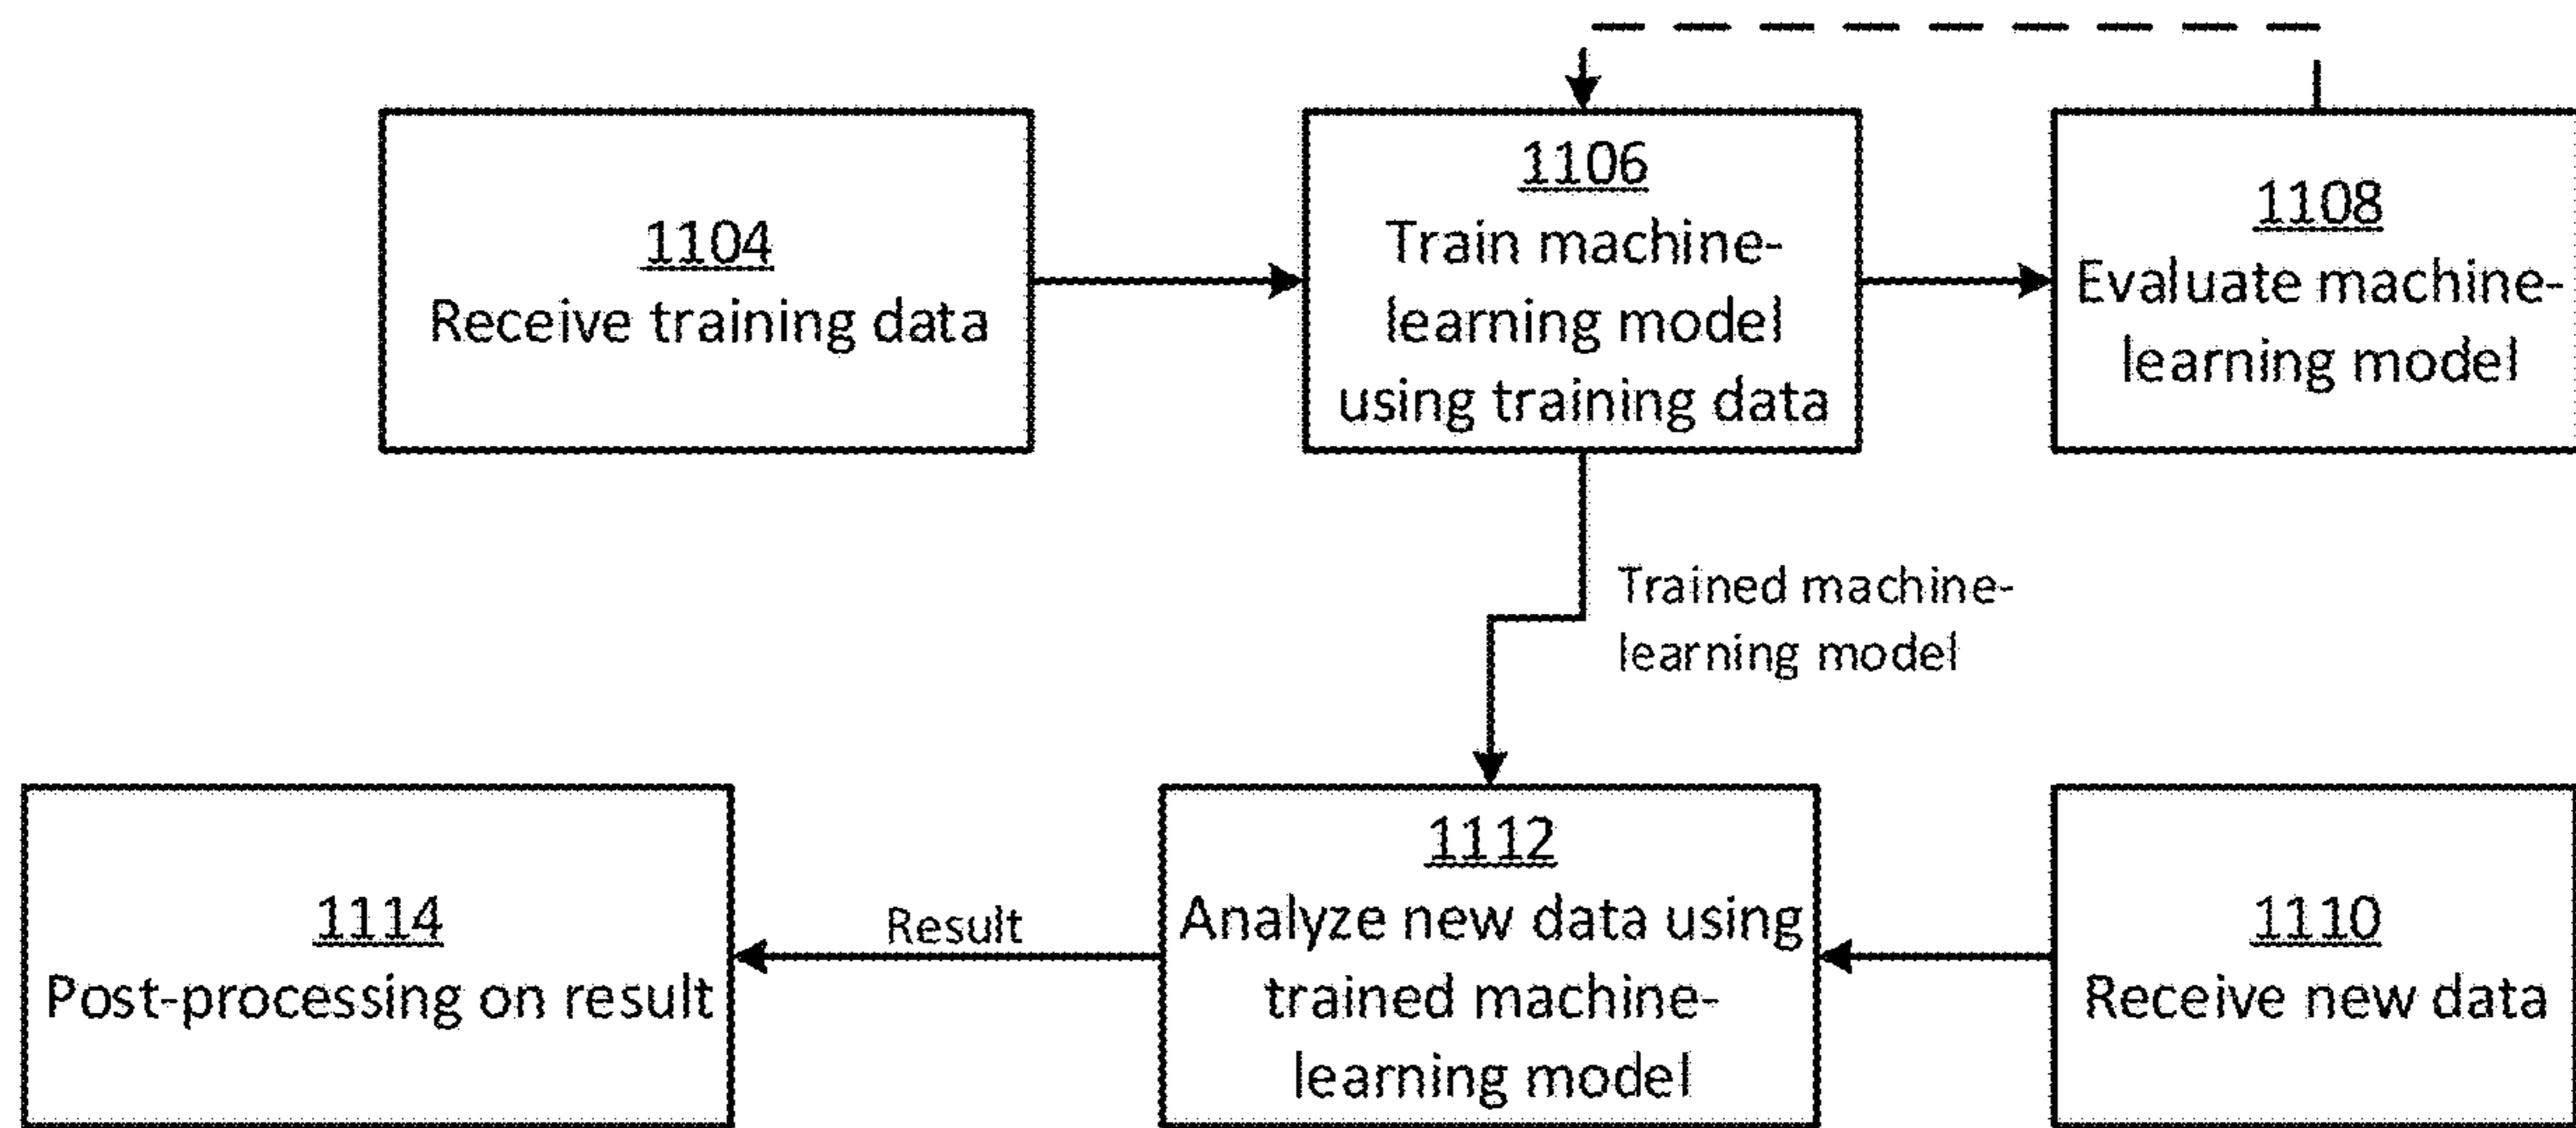 1104
Receive training data
1106
Train machine-
learning model
using training data
1108
Evaluate machine-
learning model
Trained machine-
learning model
1114
Post-processing on result
Result
1112
Analyze new data using
trained machine-
learning model
1110
Receive new data